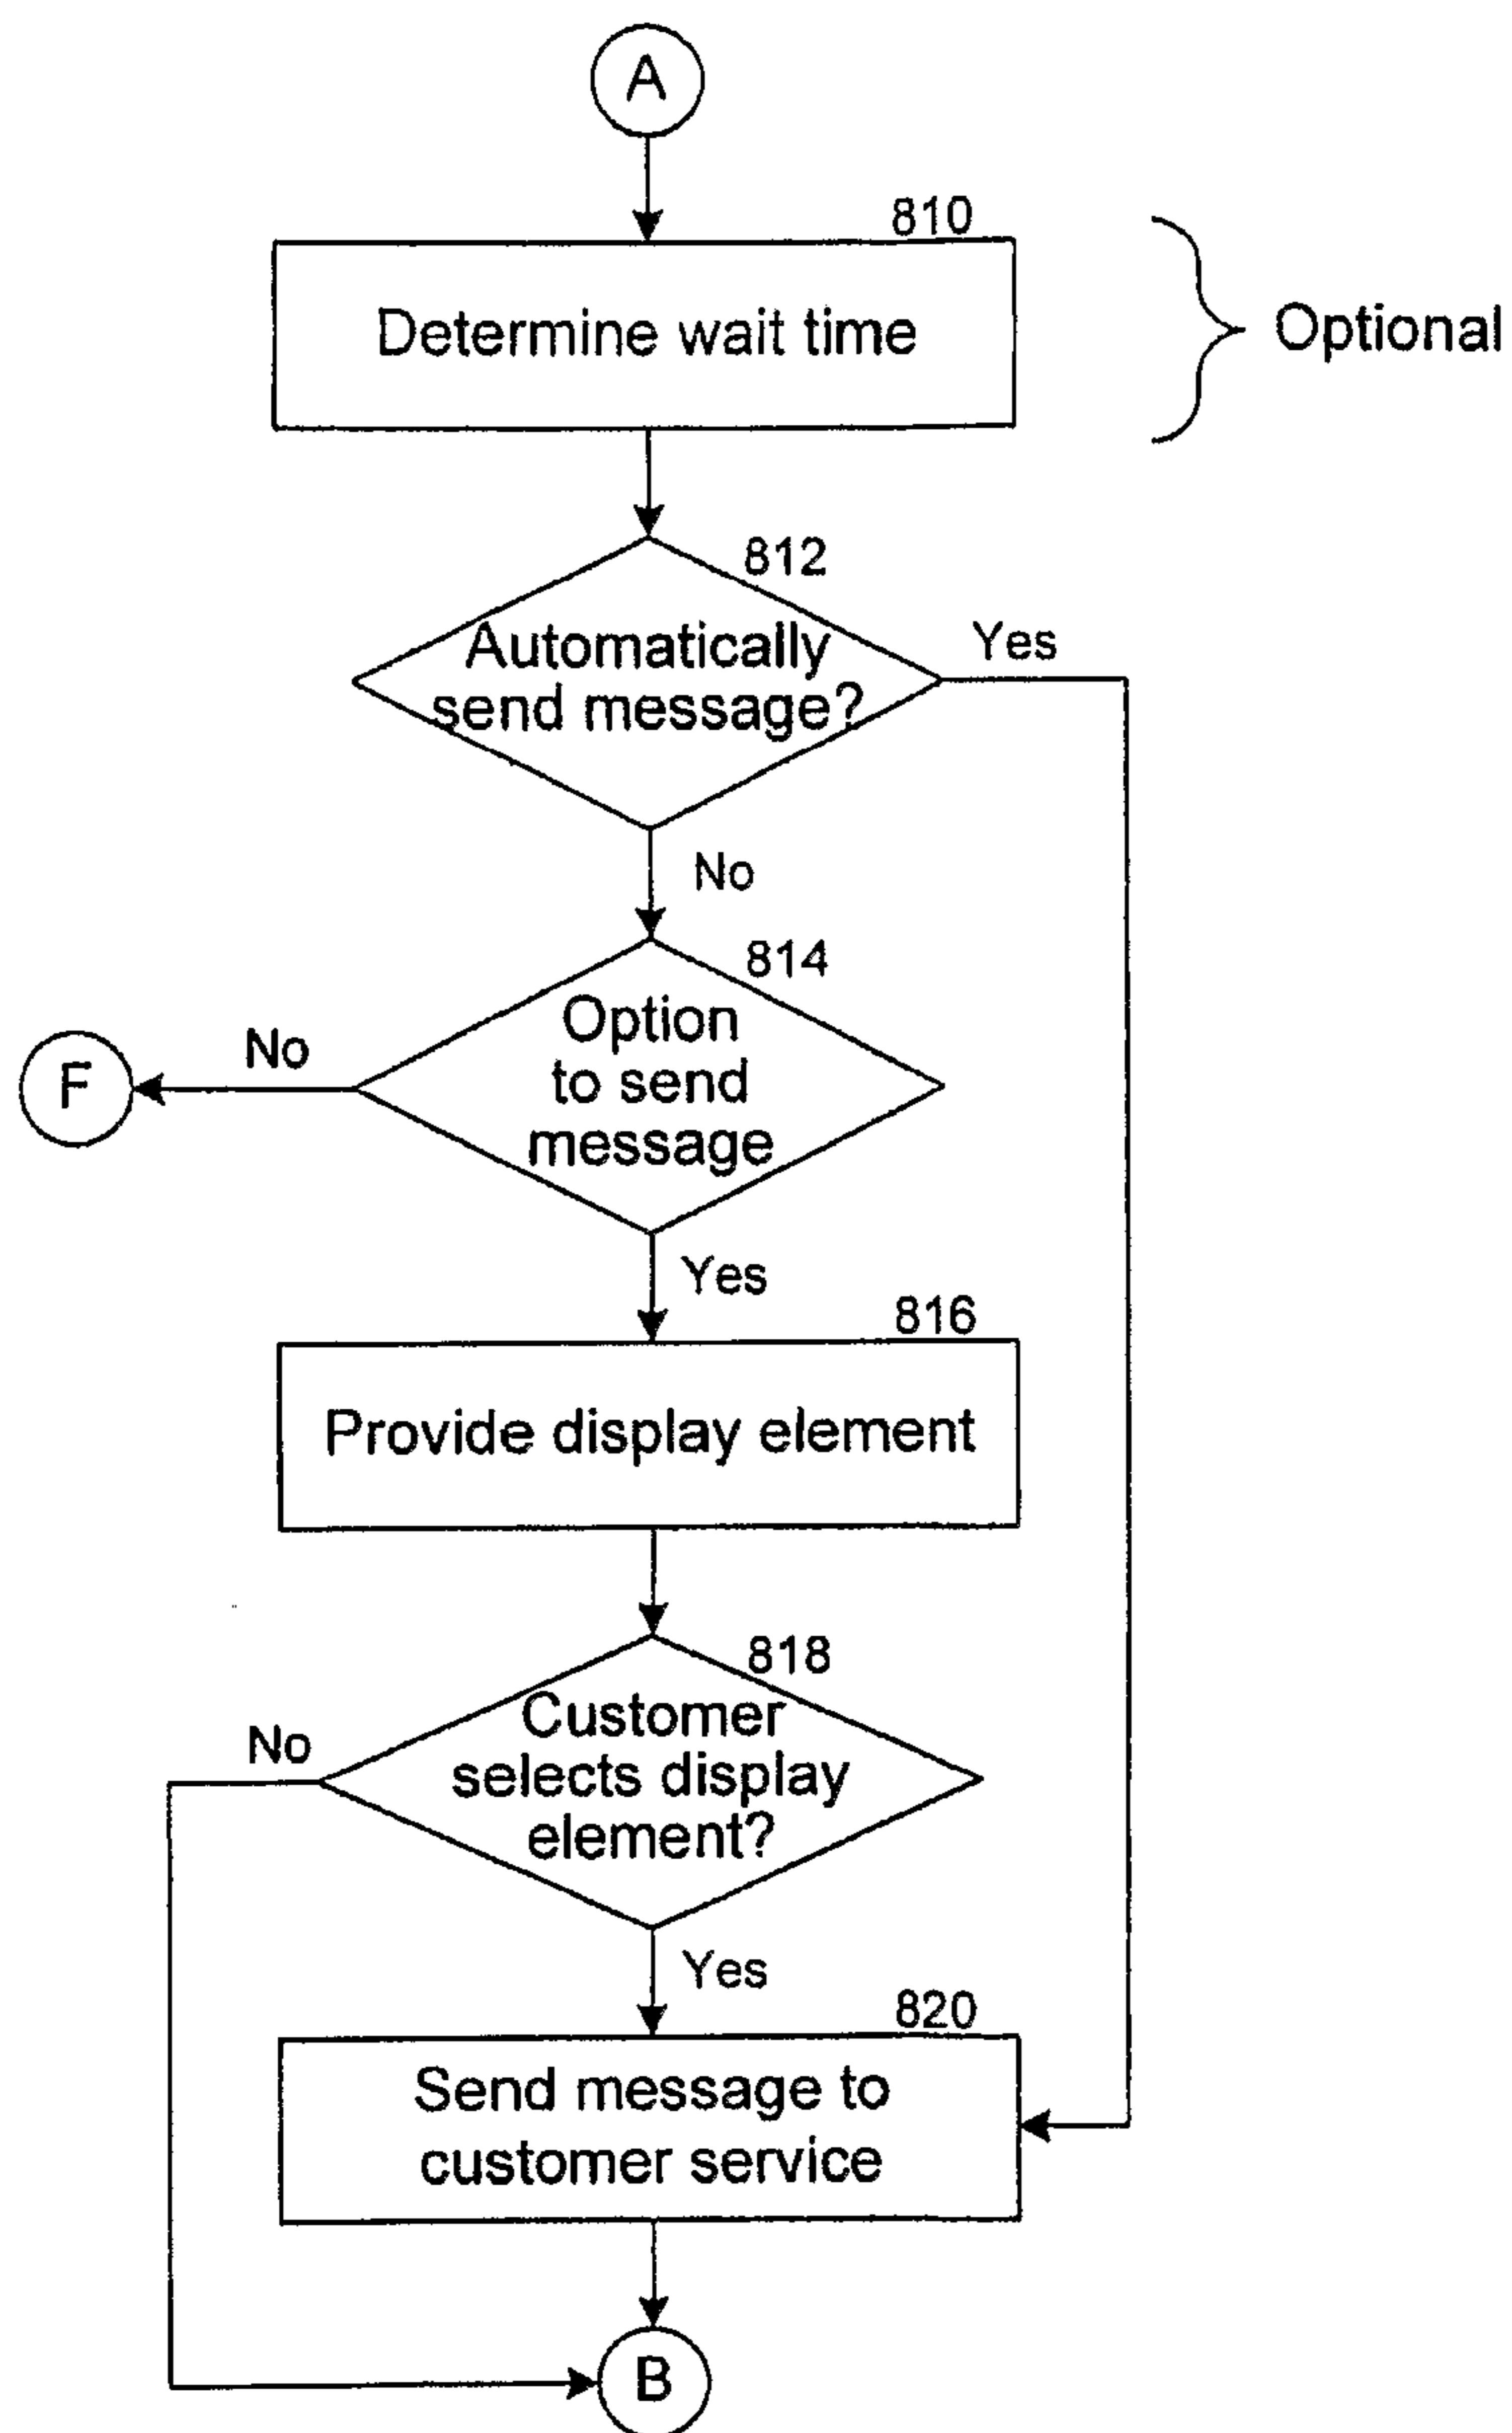 A
810
Determine wait time
Optional
812
Automatically
send message?
Yes
No
814
Option
to send
message
No
F
Yes
816
Provide display element
818
Customer
selects display
element?
No
Yes
820
Send message to
customer service
B